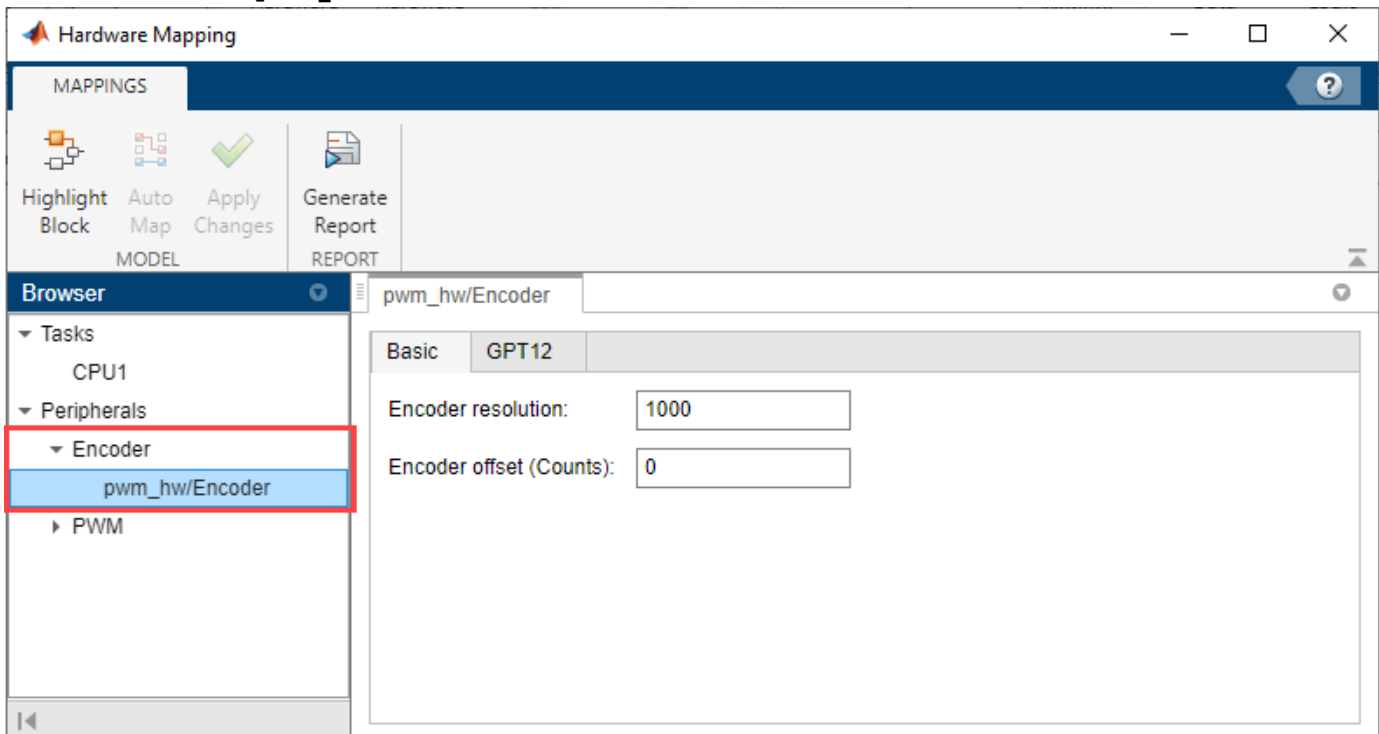 Hardware Mapping
MAPPINGS
?
Highlight Block
Auto Map
Apply Changes
Generate Report
MODEL
REPORT
Browser
pwm_hw/Encoder
Tasks
CPU1
Peripherals
Encoder
pwm_hw/Encoder
PWM
Basic GPT12
Encoder resolution: 1000
Encoder offset (Counts): 0